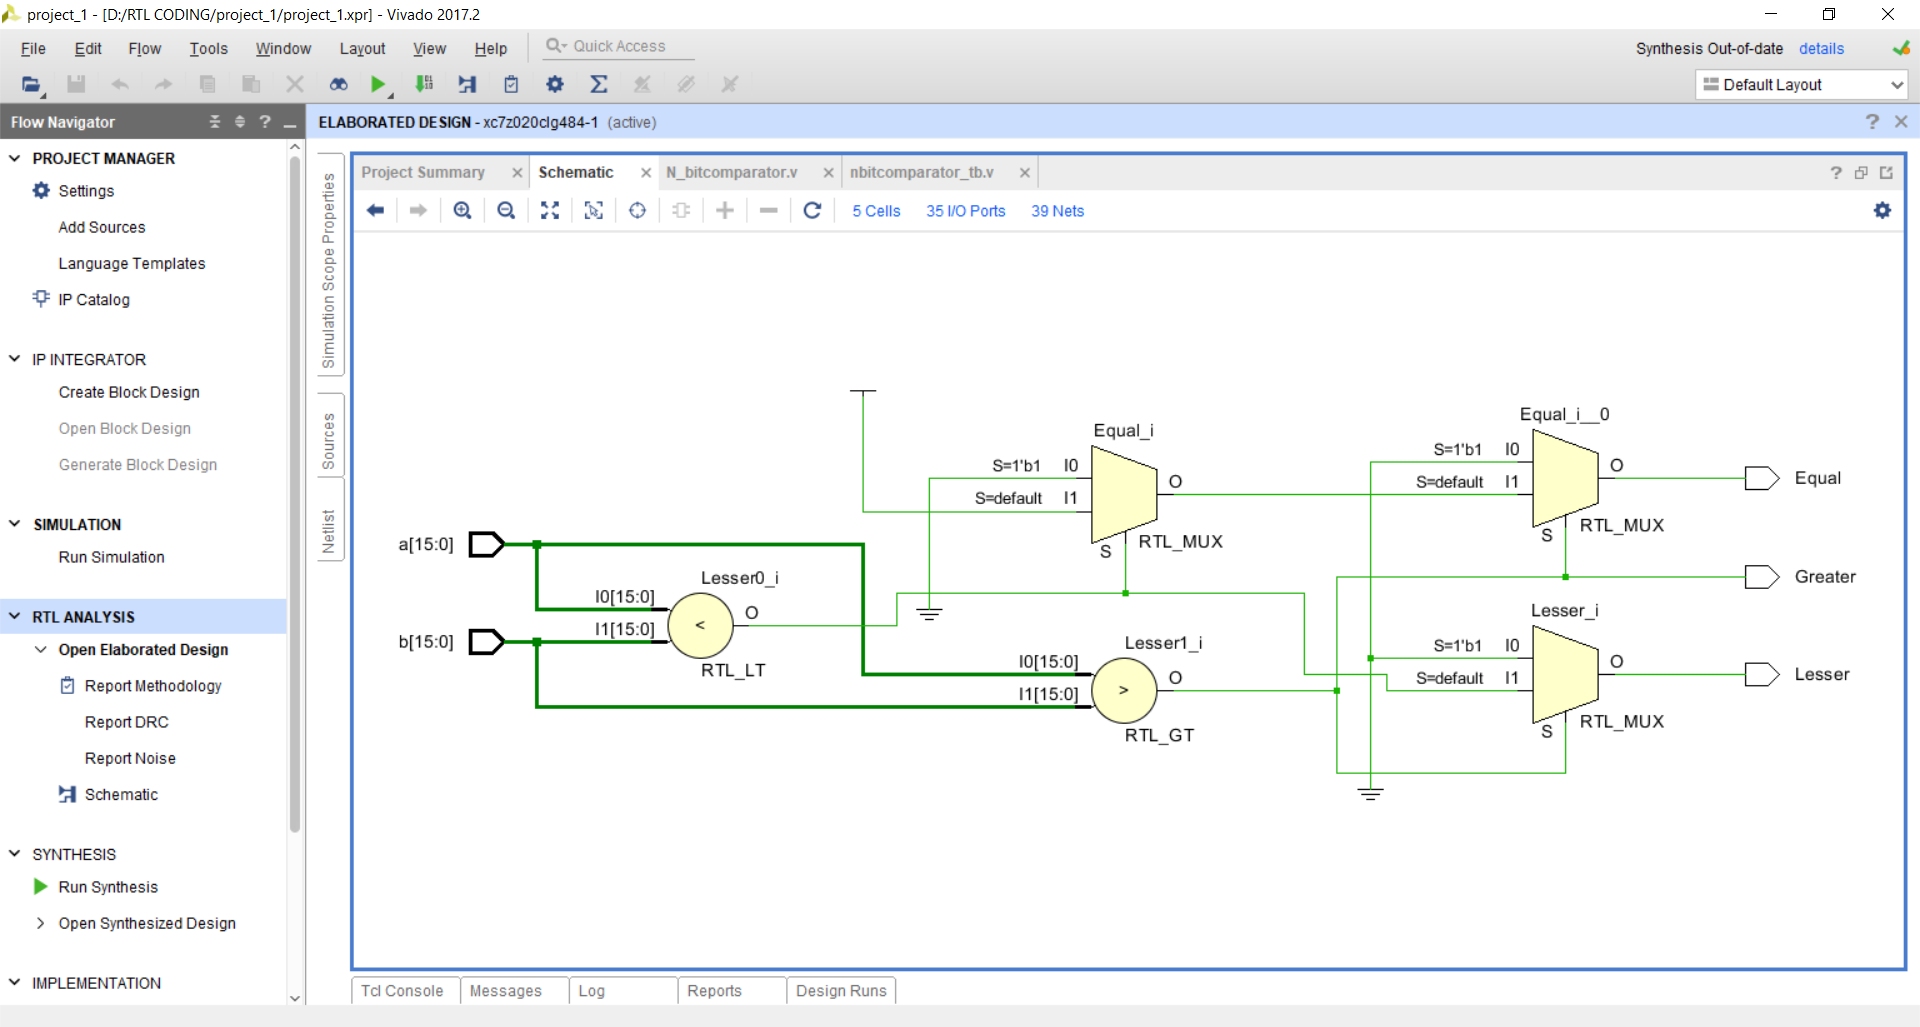 project_1 - [D:/RTL CODING/project_1/project_1.xpr] - Vivado 2017.2
File Edit Flow Tools Window Layout View Help Quick Access
Synthesis Out-of-date details
Default Layout
Flow Navigator
ELABORATED DESIGN - xc7z020clg484-1 (active)
PROJECT MANAGER
Settings
Add Sources
Language Templates
IP Catalog
IP INTEGRATOR
Create Block Design
Open Block Design
Generate Block Design
SIMULATION
Run Simulation
RTL ANALYSIS
Open Elaborated Design
Report Methodology
Report DRC
Report Noise
Schematic
SYNTHESIS
Run Synthesis
Open Synthesized Design
IMPLEMENTATION
Simulation Scope Properties
Sources
Netlist
Project Summary
Schematic
N_bitcomparator.v
nbitcomparator_tb.v
5 Cells 35 I/O Ports 39 Nets
Equal_i
S=1'b1 I0
S=default I1
O
S
RTL_MUX
Equal_i__0
S=1'b1 I0
S=default I1
O
S
RTL_MUX
Equal
a[15:0]
b[15:0]
Lesser0_i
I0[15:0]
I1[15:0]
O
<
RTL_LT
Lesser1_i
I0[15:0]
I1[15:0]
O
>
RTL_GT
Greater
Lesser_i
S=1'b1 I0
S=default I1
O
S
RTL_MUX
Lesser
Tcl Console Messages Log Reports Design Runs